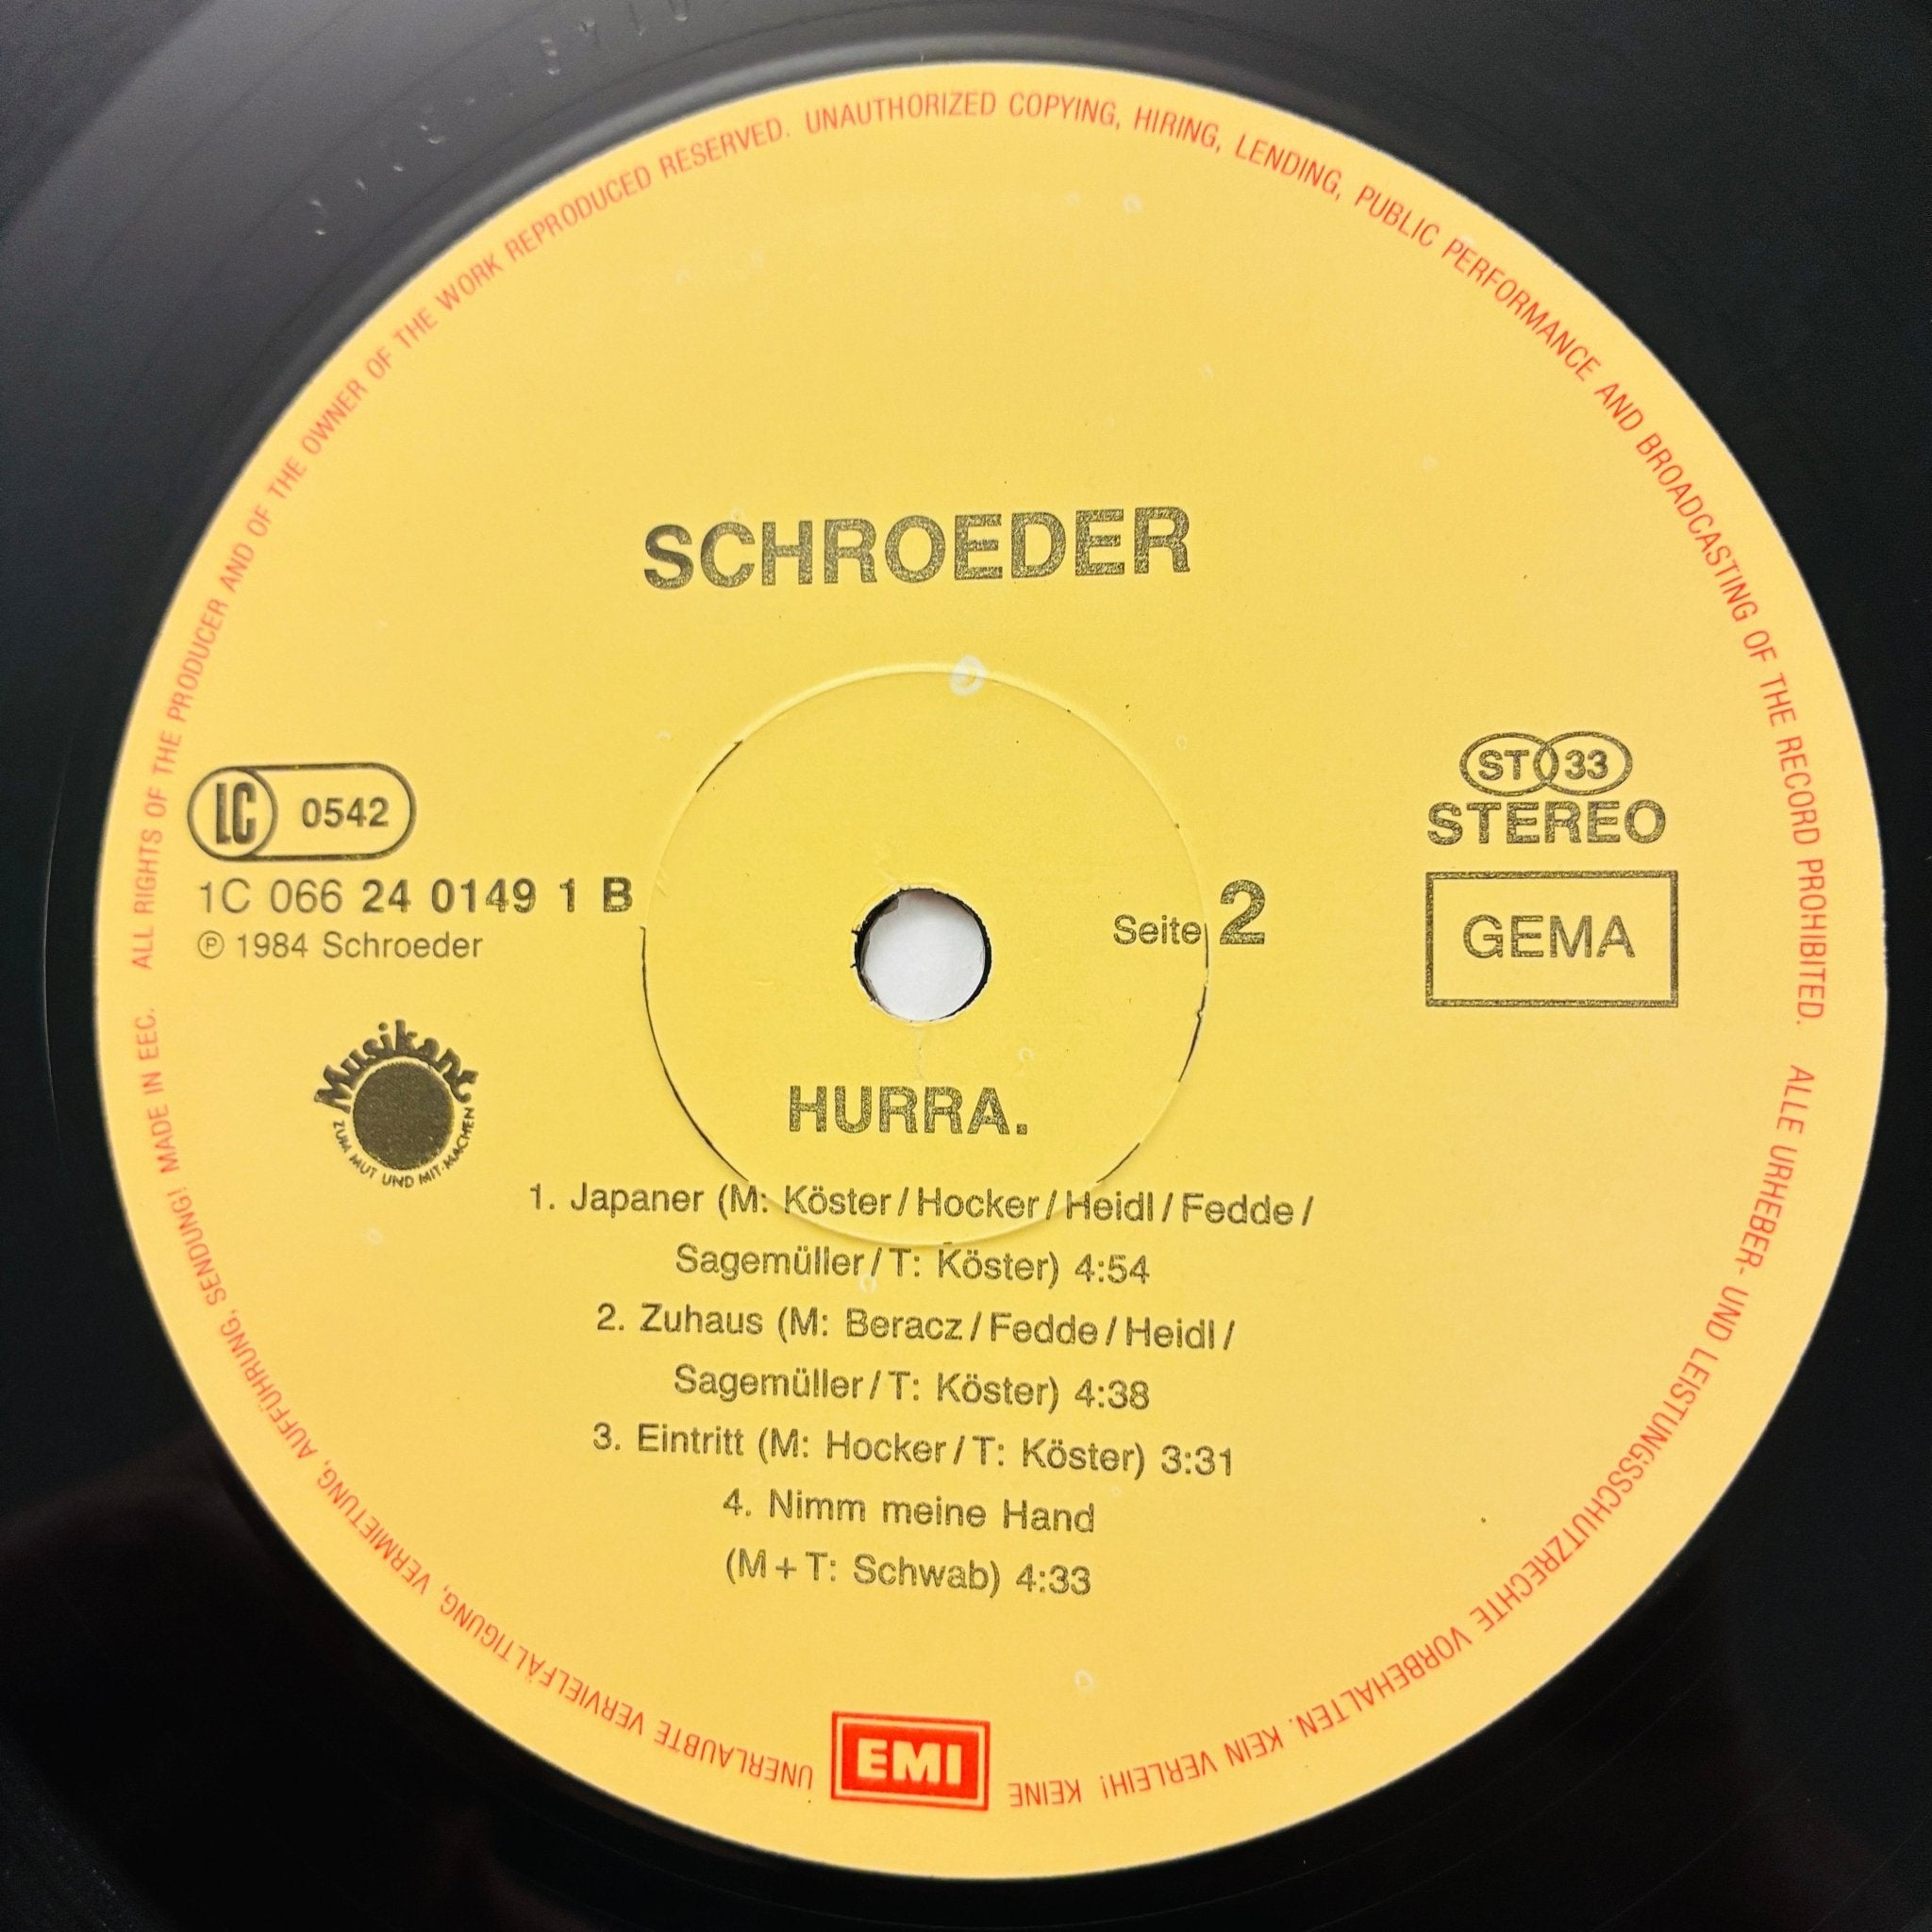 ALL RIGHTS OF THE PRODUCER AND OF THE OWNER OF THE WORK REPRODUCED RESERVED. UNAUTHORIZED COPYING, HIRING, LENDING, PUBLIC PERFORMANCE AND BROADCASTING OF THE RECORD PROHIBITED.
ALLE URHEBER- UND LEISTUNGSSCHUTZRECHTE VORBEHALTEN. KEIN VERLEIH! KEINE UNERLAUBTE VERVIELFÄLTIGUNG, VERMIETUNG, AUFFÜHRUNG, SENDUNG! MADE IN EEC.
SCHROEDER
LC 0542
1C 066 24 0149 1 B
Ⓟ 1984 Schroeder
Musikant
ZUM MUT UND MIT-MACHEN
Seite 2
ST 33
STEREO
GEMA
HURRA.
1. Japaner (M: Köster / Hocker / Heidl / Fedde /
Sagemüller / T: Köster) 4:54
2. Zuhaus (M: Beracz / Fedde / Heidl /
Sagemüller / T: Köster) 4:38
3. Eintritt (M: Hocker / T: Köster) 3:31
4. Nimm meine Hand
(M + T: Schwab) 4:33
EMI